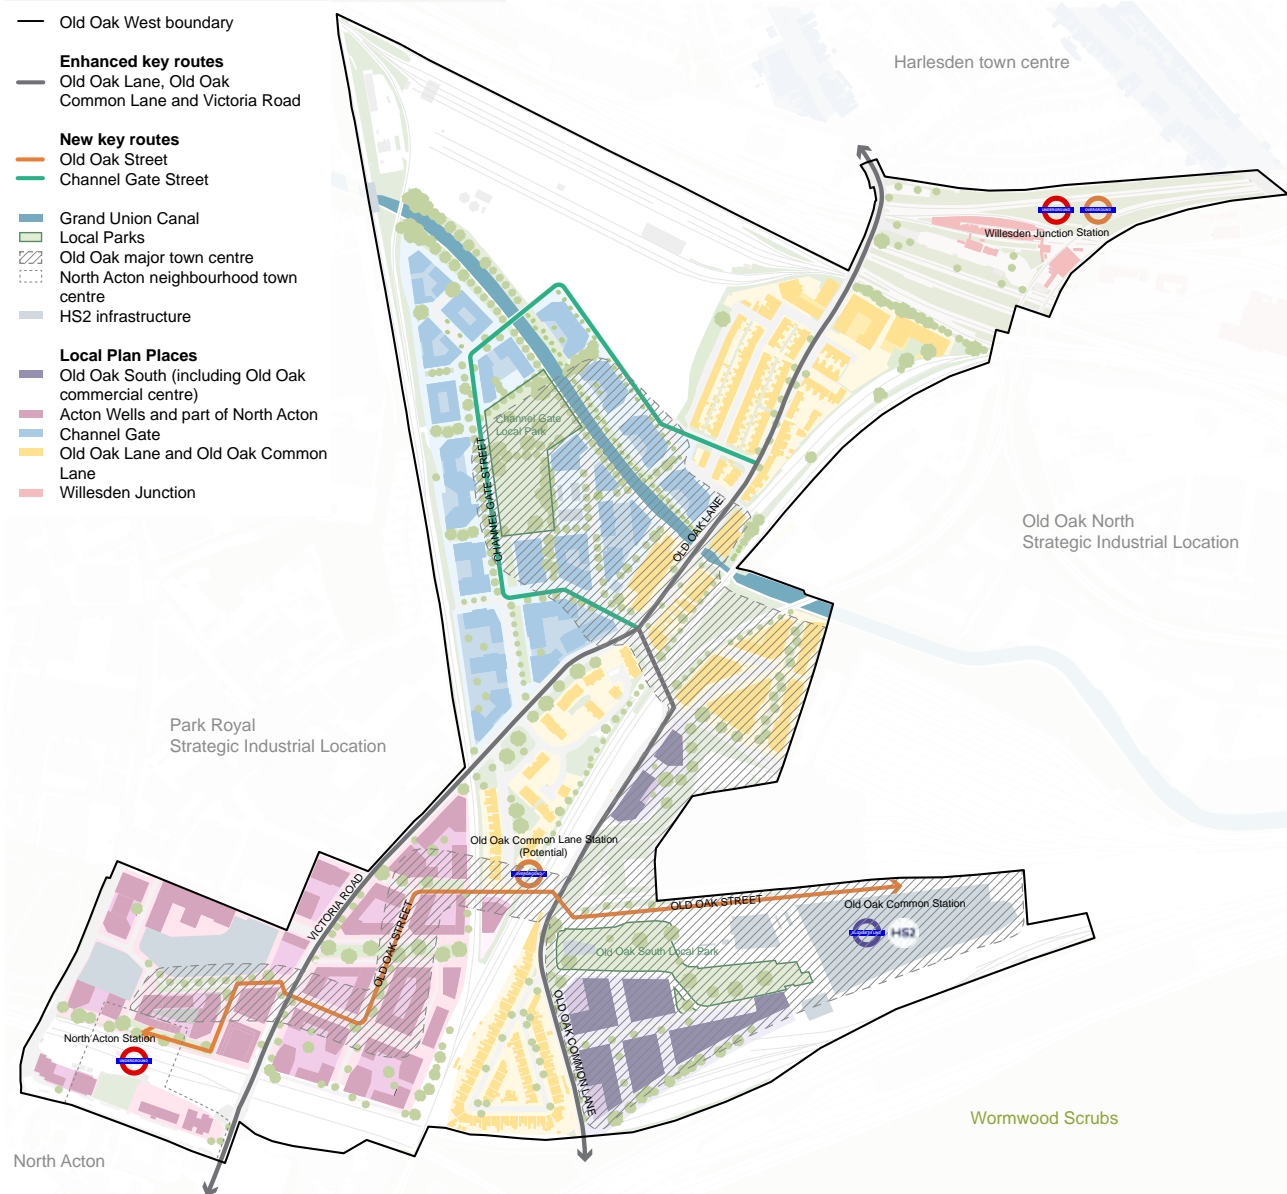 Old Oak West boundary
Enhanced key routes
Old Oak Lane, Old Oak
Common Lane and Victoria Road
New key routes
Old Oak Street
Channel Gate Street
Grand Union Canal
Local Parks
Old Oak major town centre
North Acton neighbourhood town
centre
HS2 infrastructure
Local Plan Places
Old Oak South (including Old Oak
commercial centre)
Acton Wells and part of North Acton
Channel Gate
Old Oak Lane and Old Oak Common
Lane
Willesden Junction
Harlesden town centre
UNDERGROUND
OVERGROUND
Willesden Junction Station
Channel Gate
Local Park
CHANNEL GATE STREET
OLD OAK LANE
Old Oak North
Strategic Industrial Location
Park Royal
Strategic Industrial Location
Old Oak Common Lane Station
(Potential)
VICTORIA ROAD
OLD OAK STREET
OLD OAK STREET
Old Oak Common Station
HS2
Old Oak South Local Park
OLD OAK COMMON LANE
North Acton Station
UNDERGROUND
Wormwood Scrubs
North Acton